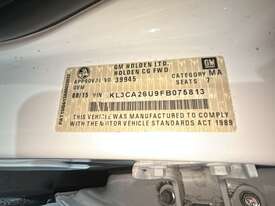 GM HOLDEN LTD.
HOLDEN CG FWD
APPROVAL NO 39945
CATEGORY MA
SEATS 7
GVM
08/15 VIN KL3CA26U9FB075813
THIS VEHICLE WAS MANUFACTURED TO COMPLY
WITH THE MOTOR VEHICLE STANDARDS ACT 1989